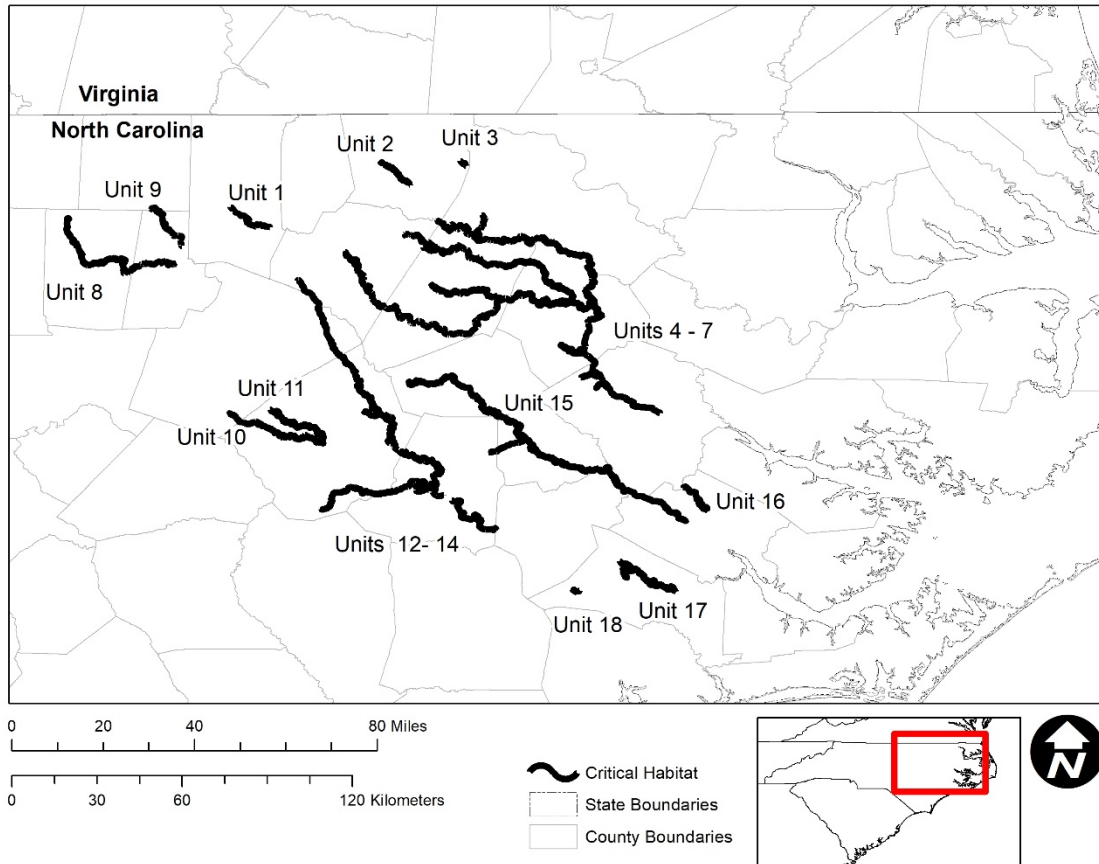 Virginia
North Carolina
Unit 2
Unit 3
Unit 9
Unit 1
Unit 8
Units 4 - 7
Unit 11
Unit 15
Unit 10
Unit 16
Units 12- 14
Unit 17
Unit 18
0 20 40 80 Miles
0 30 60 120 Kilometers
Critical Habitat
State Boundaries
County Boundaries
N